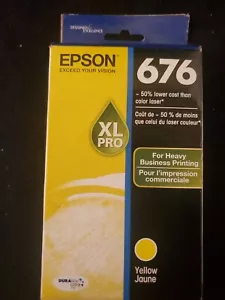 EPSON
EXCEED YOUR VISION
676
~ 50% lower cost than
color laser*
Coût de ~ 50 % de moins
que celui du laser couleur*
XL
PRO
For Heavy
Business Printing
Pour l'impression
commerciale
Yellow
Jaune
DURABrite